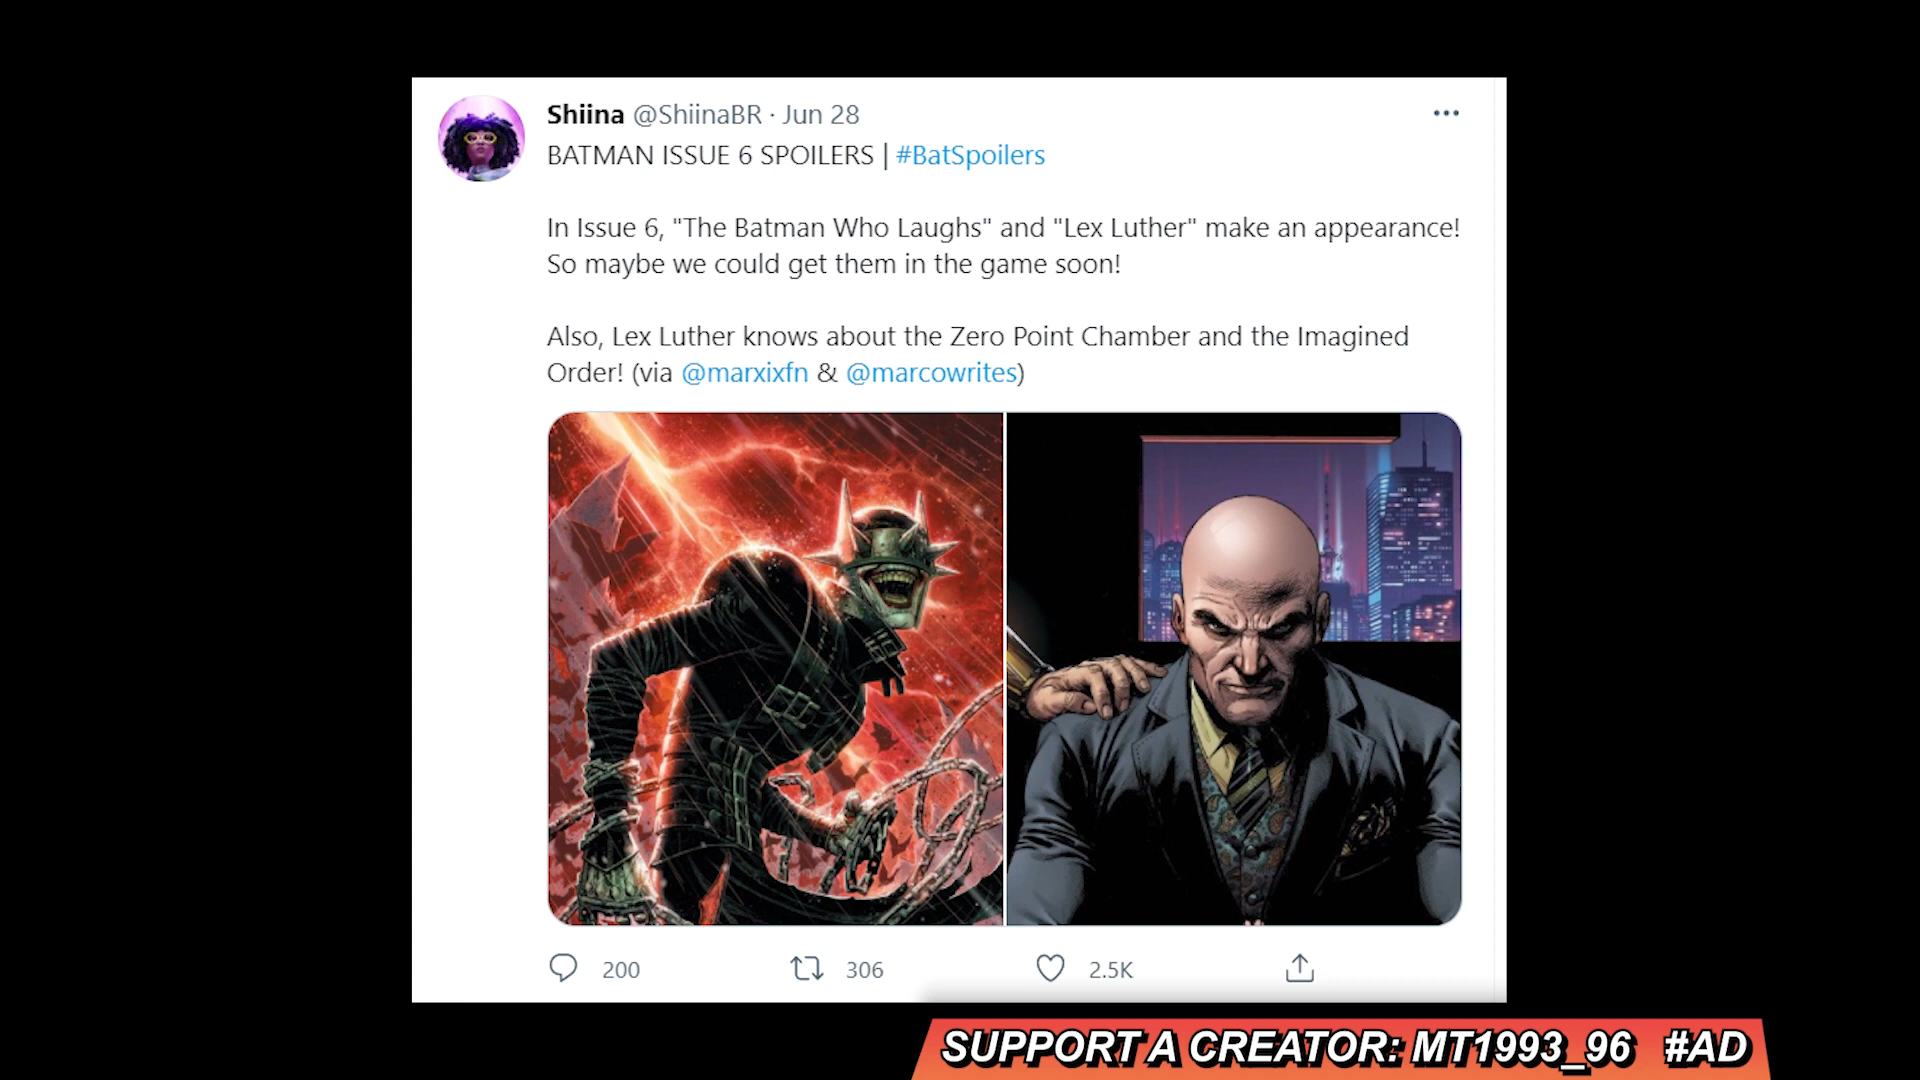 Shiina @ShiinaBR · Jun 28
BATMAN ISSUE 6 SPOILERS | #BatSpoilers
In Issue 6, "The Batman Who Laughs" and "Lex Luther" make an appearance!
So maybe we could get them in the game soon!
Also, Lex Luther knows about the Zero Point Chamber and the Imagined
Order! (via @marxixfn & @marcowrites)
200 306 2.5K
SUPPORT A CREATOR: MT1993_96 #AD